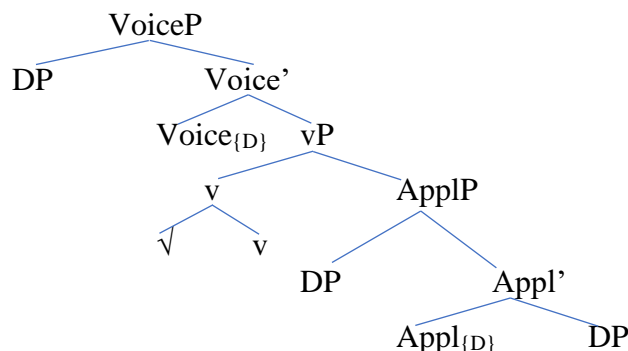 VoiceP
DP Voice’
Voice{D} vP
v ApplP
√ v
DP Appl’
Appl{D} DP